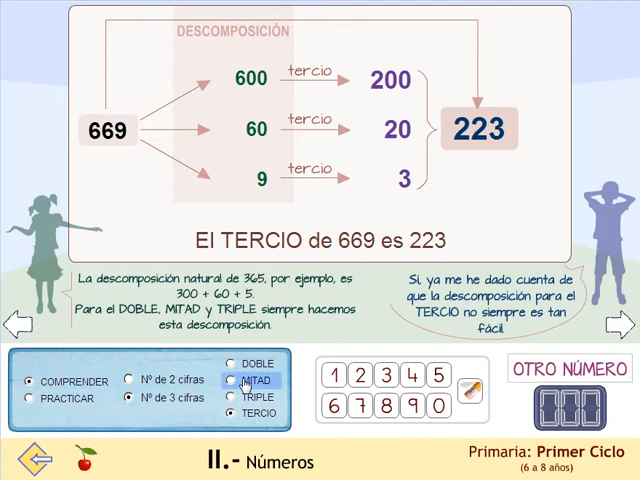 DESCOMPOSICIÓN
600 tercio 200
669 60 tercio 20 223
9 tercio 3
El TERCIO de 669 es 223
La descomposición natural de 365, por ejemplo, es
300 + 60 + 5.
Para el DOBLE, MITAD y TRIPLE siempre hacemos
esta descomposición.
Sí, ya me he dado cuenta de
que la descomposición para el
TERCIO no siempre es tan
fácil.
COMPRENDER
PRACTICAR
Nº de 2 cifras
Nº de 3 cifras
DOBLE
MITAD
TRIPLE
TERCIO
1 2 3 4 5
6 7 8 9 0
OTRO NÚMERO
II.- Números
Primaria: Primer Ciclo
(6 a 8 años)